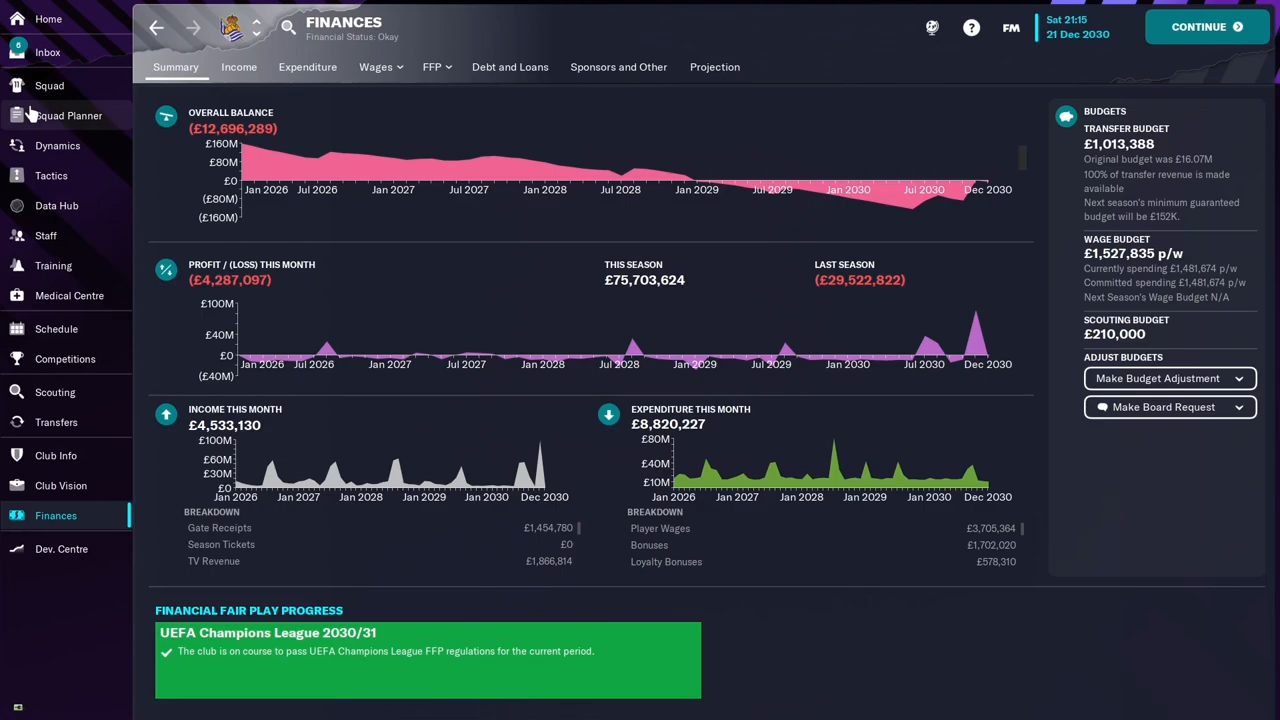 Home
Inbox
6
Squad
Squad Planner
Dynamics
Tactics
Data Hub
Staff
Training
Medical Centre
Schedule
Competitions
Scouting
Transfers
Club Info
Club Vision
Finances
Dev. Centre
FINANCES
Financial Status: Okay
FM
Sat 21:15
21 Dec 2030
CONTINUE
Summary Income Expenditure Wages FFP Debt and Loans Sponsors and Other Projection
OVERALL BALANCE
(£12,696,289)
£160M
£80M
£0
(£80M)
(£160M)
Jan 2026 Jul 2026 Jan 2027 Jul 2027 Jan 2028 Jul 2028 Jan 2029 Jul 2029 Jan 2030 Jul 2030 Dec 2030
PROFIT / (LOSS) THIS MONTH
(£4,287,097)
THIS SEASON
£75,703,624
LAST SEASON
(£29,522,822)
£100M
£40M
£0
(£40M)
Jan 2026 Jul 2026 Jan 2027 Jul 2027 Jan 2028 Jul 2028 Jan 2029 Jul 2029 Jan 2030 Jul 2030 Dec 2030
INCOME THIS MONTH
£4,533,130
£100M
£60M
£30M
£0
Jan 2026 Jan 2027 Jan 2028 Jan 2029 Jan 2030 Dec 2030
BREAKDOWN
Gate Receipts £1,454,780
Season Tickets £0
TV Revenue £1,866,814
EXPENDITURE THIS MONTH
£8,820,227
£80M
£40M
£10M
Jan 2026 Jan 2027 Jan 2028 Jan 2029 Jan 2030 Dec 2030
BREAKDOWN
Player Wages £3,705,364
Bonuses £1,702,020
Loyalty Bonuses £578,310
FINANCIAL FAIR PLAY PROGRESS
UEFA Champions League 2030/31
The club is on course to pass UEFA Champions League FFP regulations for the current period.
BUDGETS
TRANSFER BUDGET
£1,013,388
Original budget was £16.07M
100% of transfer revenue is made
available
Next season's minimum guaranteed
budget will be £152K.
WAGE BUDGET
£1,527,835 p/w
Currently spending £1,481,674 p/w
Committed spending £1,481,674 p/w
Next Season's Wage Budget N/A
SCOUTING BUDGET
£210,000
ADJUST BUDGETS
Make Budget Adjustment
Make Board Request